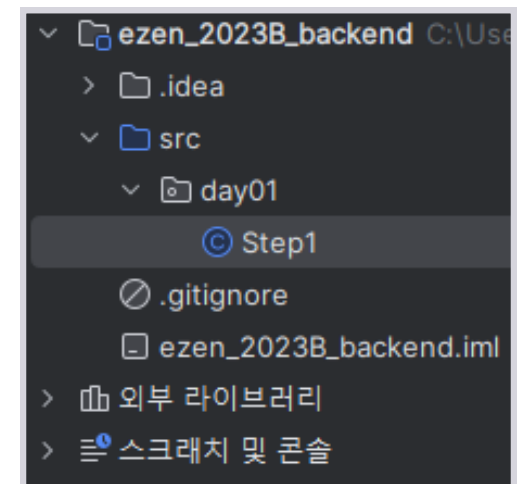 ezen_2023B_backend C:\Use
.idea
src
day01
Step1
.gitignore
ezen_2023B_backend.iml
외부 라이브러리
스크래치 및 콘솔